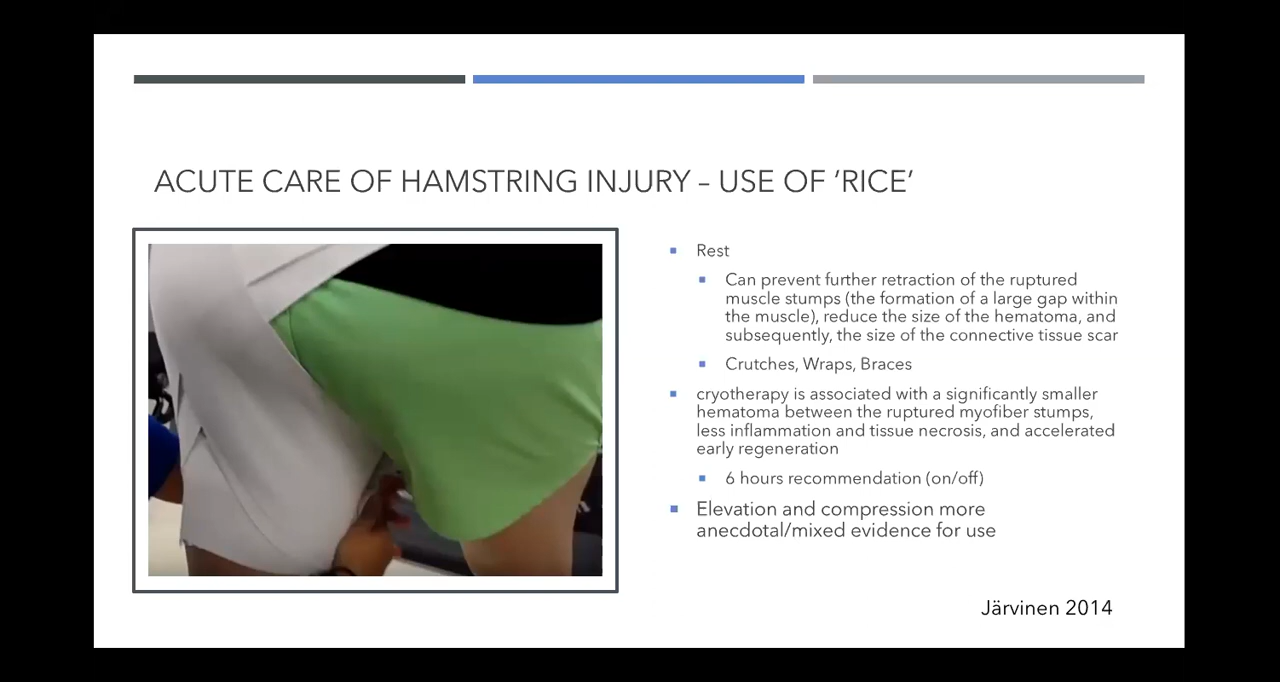 ACUTE CARE OF HAMSTRING INJURY – USE OF ‘RICE’
Rest
Can prevent further retraction of the ruptured
muscle stumps (the formation of a large gap within
the muscle), reduce the size of the hematoma, and
subsequently, the size of the connective tissue scar
Crutches, Wraps, Braces
cryotherapy is associated with a significantly smaller
hematoma between the ruptured myofiber stumps,
less inflammation and tissue necrosis, and accelerated
early regeneration
6 hours recommendation (on/off)
Elevation and compression more
anecdotal/mixed evidence for use
Järvinen 2014